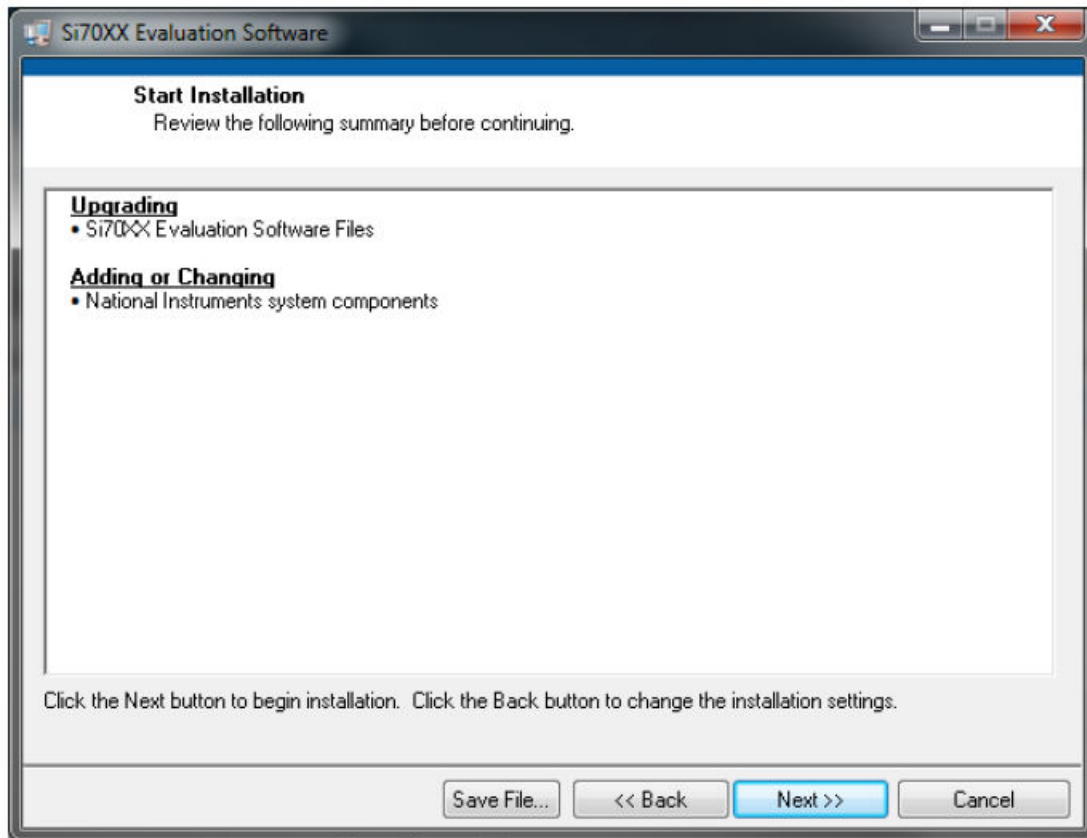 Si70XX Evaluation Software
Start Installation
Review the following summary before continuing.
Upgrading
• Si70XX Evaluation Software Files
Adding or Changing
• National Instruments system components
Click the Next button to begin installation. Click the Back button to change the installation settings.
Save File... << Back Next >> Cancel